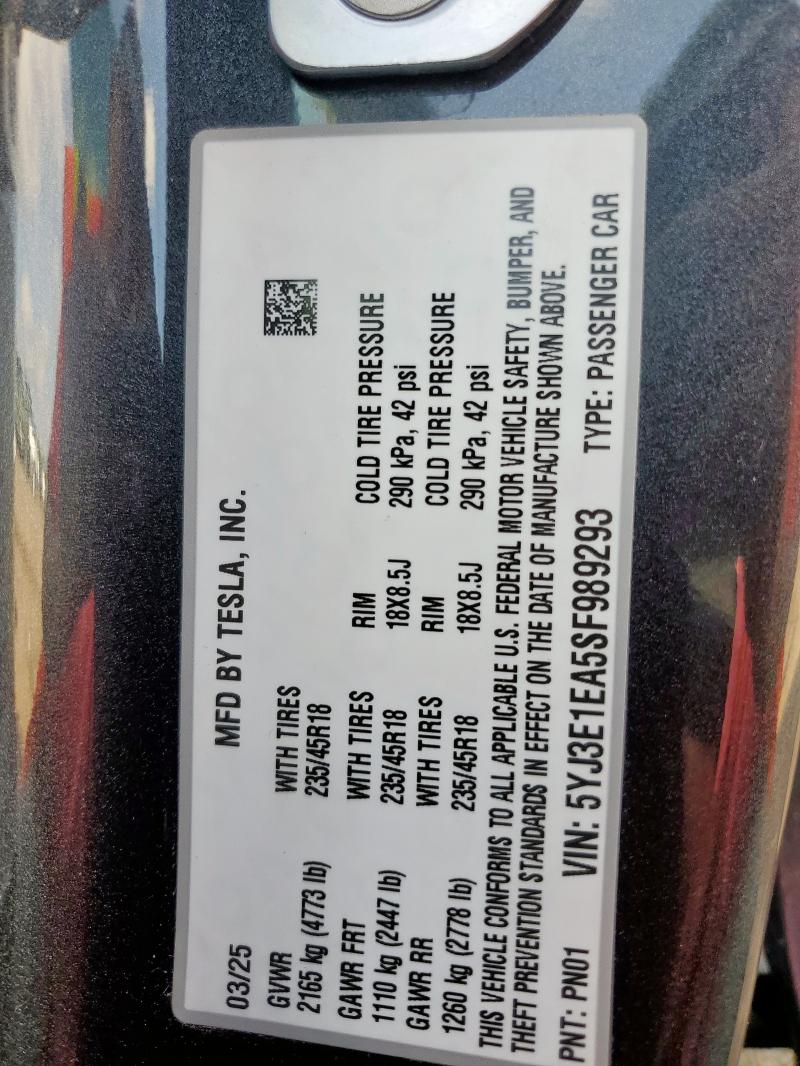 03/25 MFD BY TESLA, INC.
GVWR WITH TIRES
2165 kg (4773 lb) 235/45R18
GAWR FRT WITH TIRES RIM COLD TIRE PRESSURE
1110 kg (2447 lb) 235/45R18 18X8.5J 290 kPa, 42 psi
GAWR RR WITH TIRES RIM COLD TIRE PRESSURE
1260 kg (2778 lb) 235/45R18 18X8.5J 290 kPa, 42 psi
THIS VEHICLE CONFORMS TO ALL APPLICABLE U.S. FEDERAL MOTOR VEHICLE SAFETY, BUMPER, AND
THEFT PREVENTION STANDARDS IN EFFECT ON THE DATE OF MANUFACTURE SHOWN ABOVE.
PNT: PN01 VIN: 5YJ3E1EA5SF989293 TYPE: PASSENGER CAR